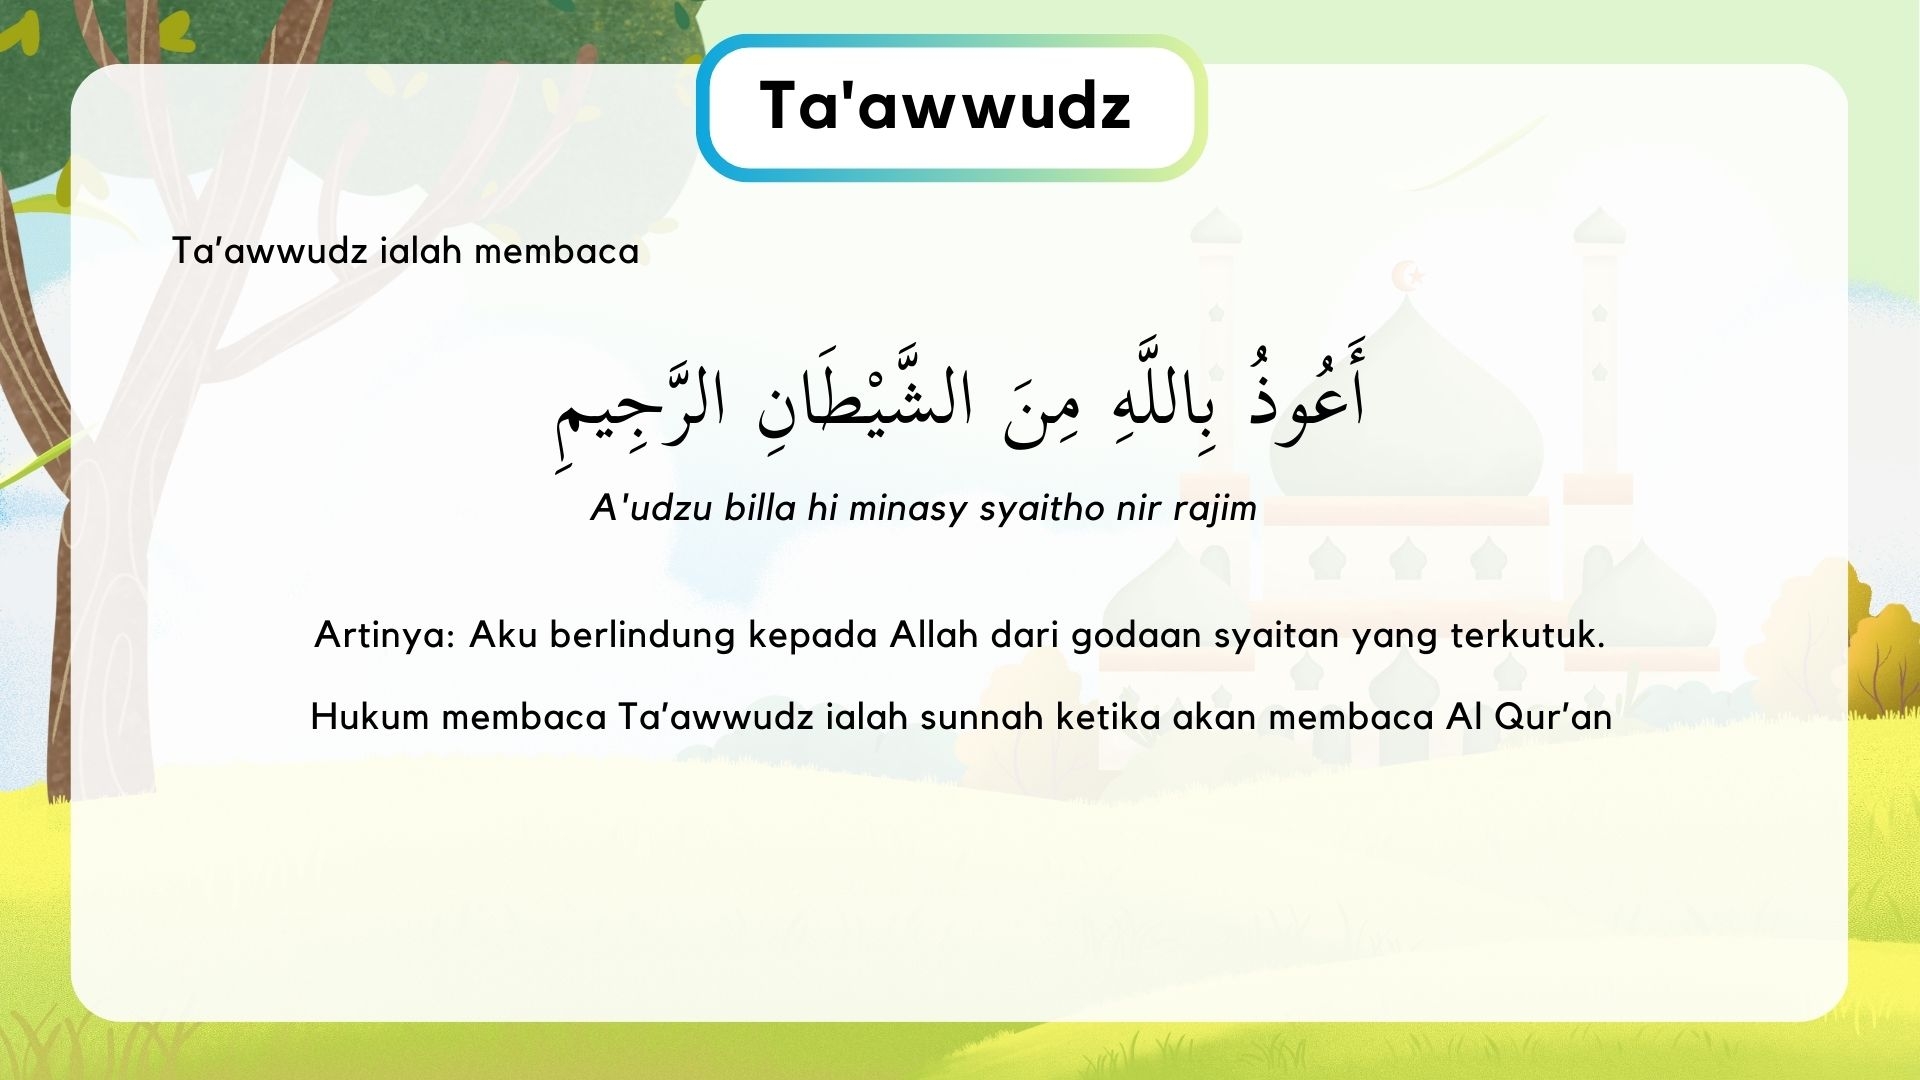 Ta'awwudz
Ta’awwudz ialah membaca
أَعُوذُ بِاللَّهِ مِنَ الشَّيْطَانِ الرَّجِيمِ
A'udzu billa hi minasy syaitho nir rajim
Artinya: Aku berlindung kepada Allah dari godaan syaitan yang terkutuk.
Hukum membaca Ta’awwudz ialah sunnah ketika akan membaca Al Qur’an